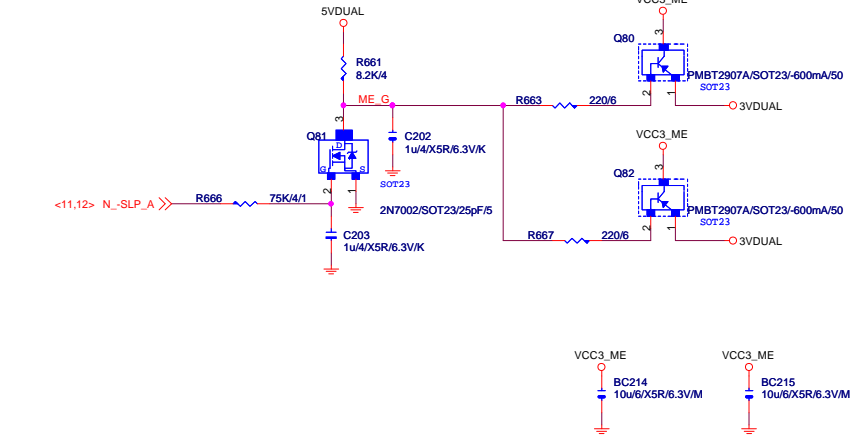 VCC3_ME
5VDUAL
Q80
3
R661
8.2K/4
PMBT2907A/SOT23/-600mA/50
SOT23
2
1
ME_G
R663
220/6
3VDUAL
3
Q81
D
G
S
C202
1u/4/X5R/6.3V/K
VCC3_ME
3
Q82
SOT23
2
1
<11,12> N_-SLP_A
R666
75K/4/1
2N7002/SOT23/25pF/5
PMBT2907A/SOT23/-600mA/50
SOT23
2
1
C203
1u/4/X5R/6.3V/K
R667
220/6
3VDUAL
VCC3_ME
VCC3_ME
BC214
10u/6/X5R/6.3V/M
BC215
10u/6/X5R/6.3V/M